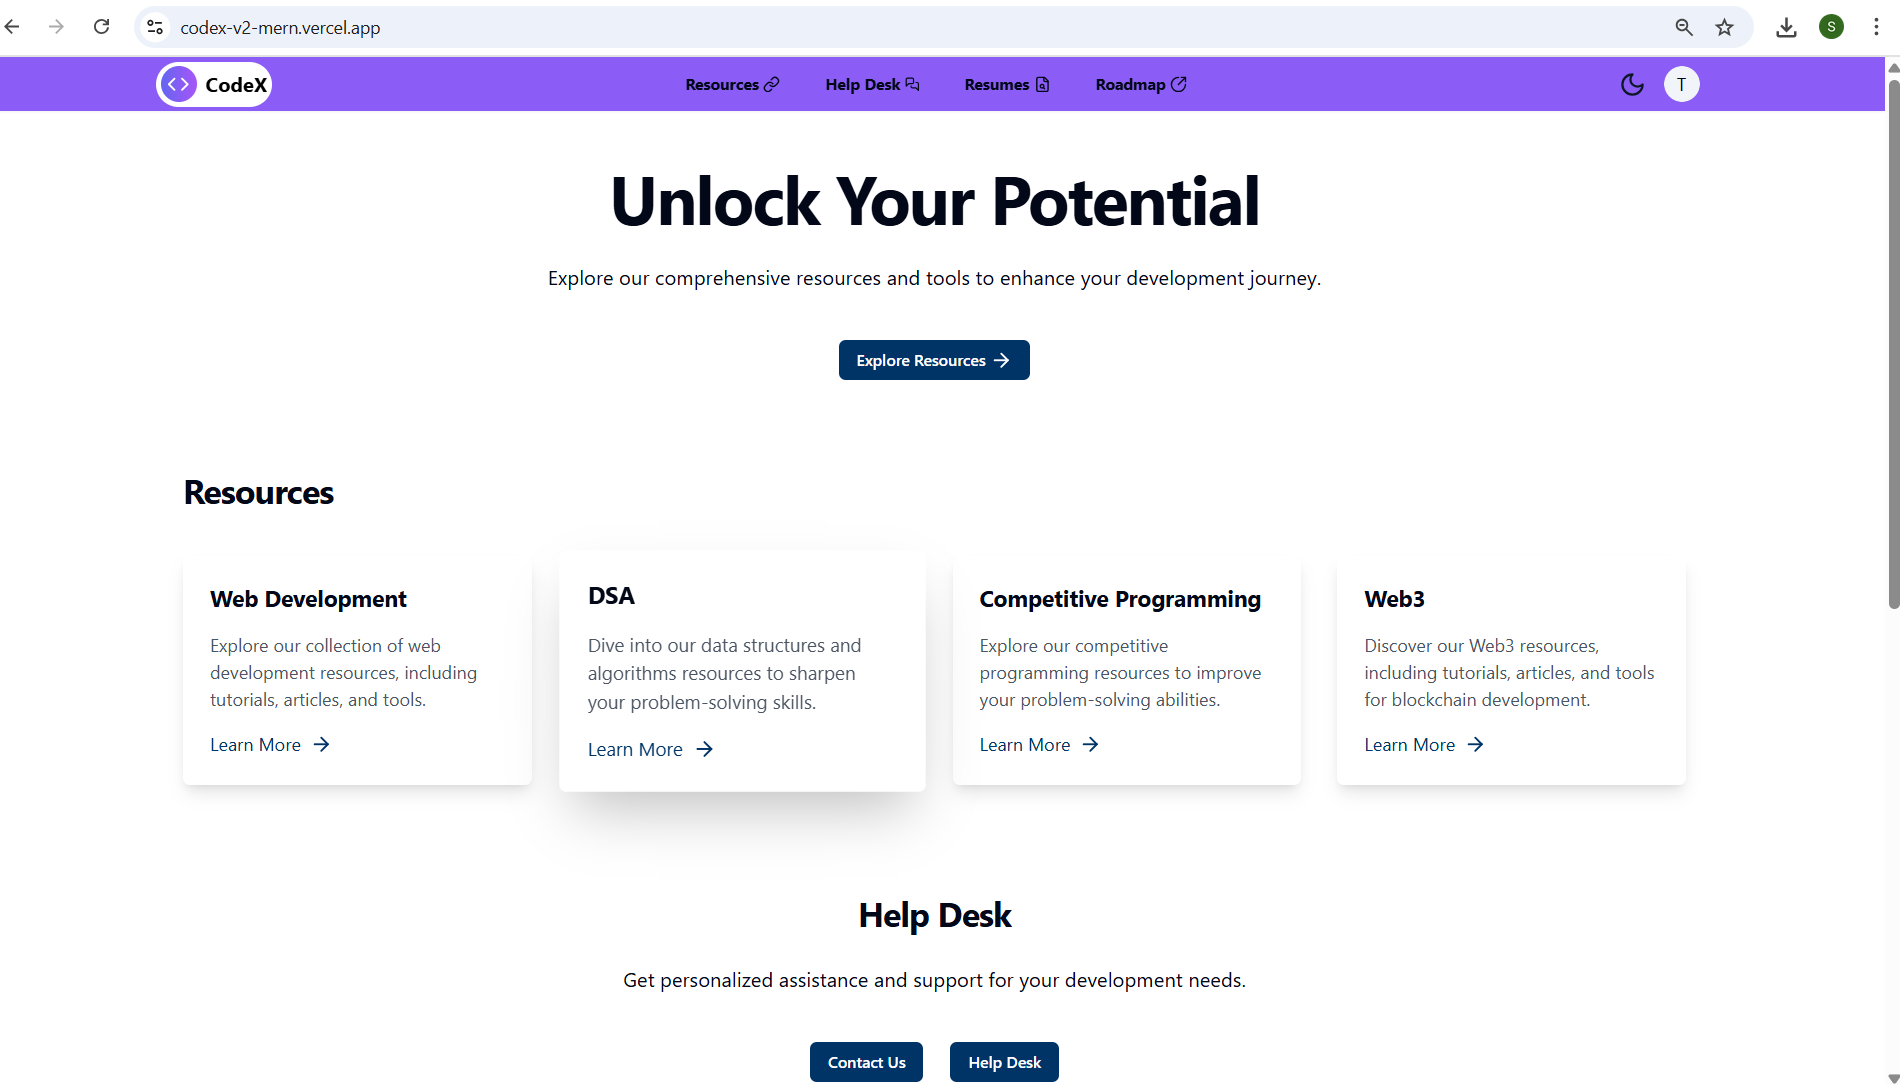 codex-v2-mern.vercel.app
S
CodeX
Resources
Help Desk
Resumes
Roadmap
T
Unlock Your Potential
Explore our comprehensive resources and tools to enhance your development journey.
Explore Resources
Resources
Web Development
Explore our collection of web
development resources, including
tutorials, articles, and tools.
Learn More
DSA
Dive into our data structures and
algorithms resources to sharpen
your problem-solving skills.
Learn More
Competitive Programming
Explore our competitive
programming resources to improve
your problem-solving abilities.
Learn More
Web3
Discover our Web3 resources,
including tutorials, articles, and tools
for blockchain development.
Learn More
Help Desk
Get personalized assistance and support for your development needs.
Contact Us
Help Desk